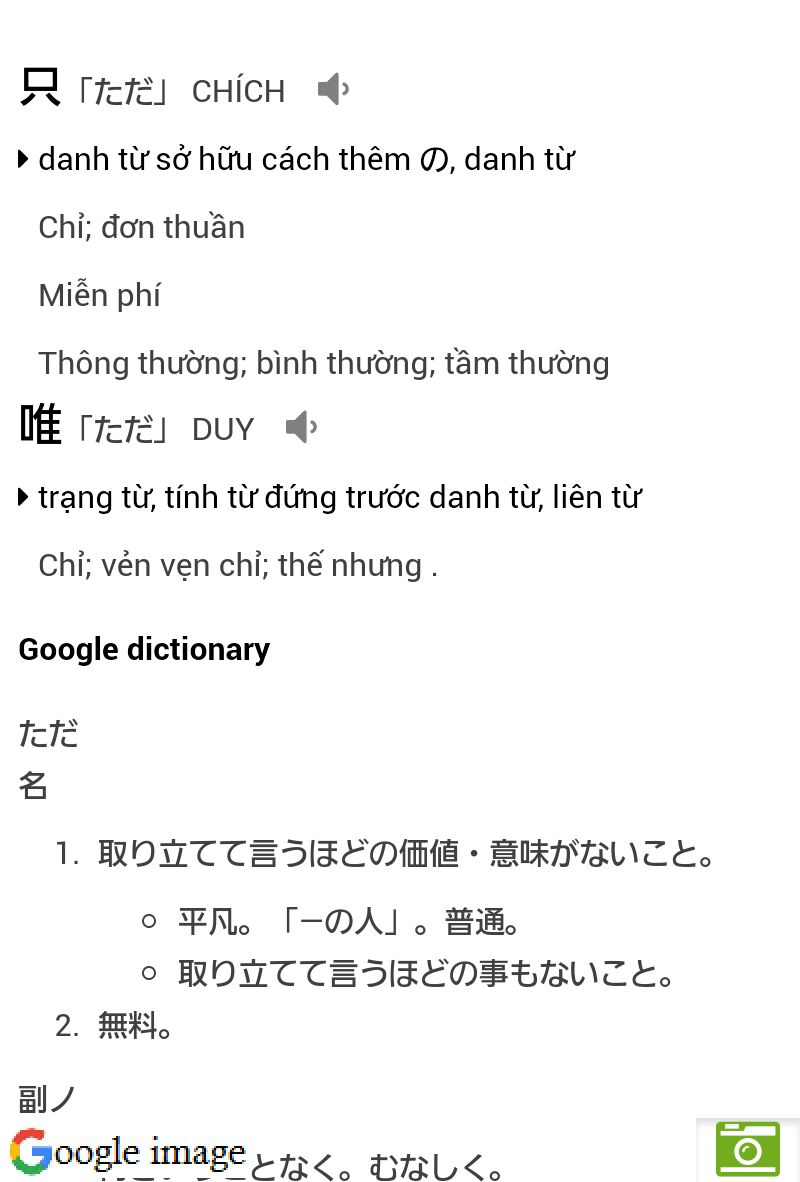 只「ただ」 CHÍCH
danh từ sở hữu cách thêm の, danh từ
Chỉ; đơn thuần
Miễn phí
Thông thường; bình thường; tầm thường
唯「ただ」 DUY
trạng từ, tính từ đứng trước danh từ, liên từ
Chỉ; vẻn vẹn chỉ; thế nhưng .
Google dictionary
ただ
名
1. 取り立てて言うほどの価値・意味がないこと。
平凡。「―の人」。普通。
取り立てて言うほどの事もないこと。
2. 無料。
副ノ
Google image
となく。むなしく。